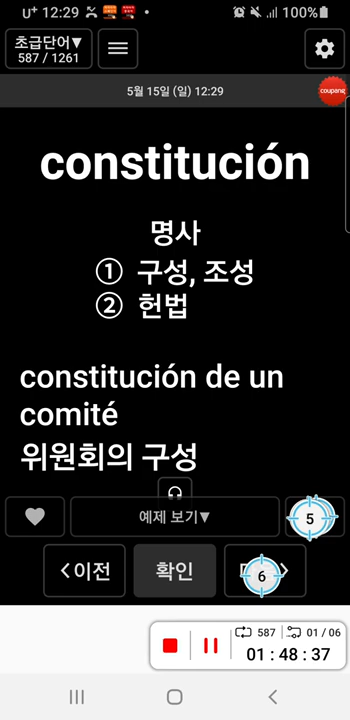 U+ 12:29 100%
초급단어▼
587 / 1261
5월 15일 (일) 12:29
coupang
constitución
명사
① 구성, 조성
② 헌법
constitución de un
comité
위원회의 구성
예제 보기▼
5
<이전
확인
6
>
587 01 / 06
01 : 48 : 37